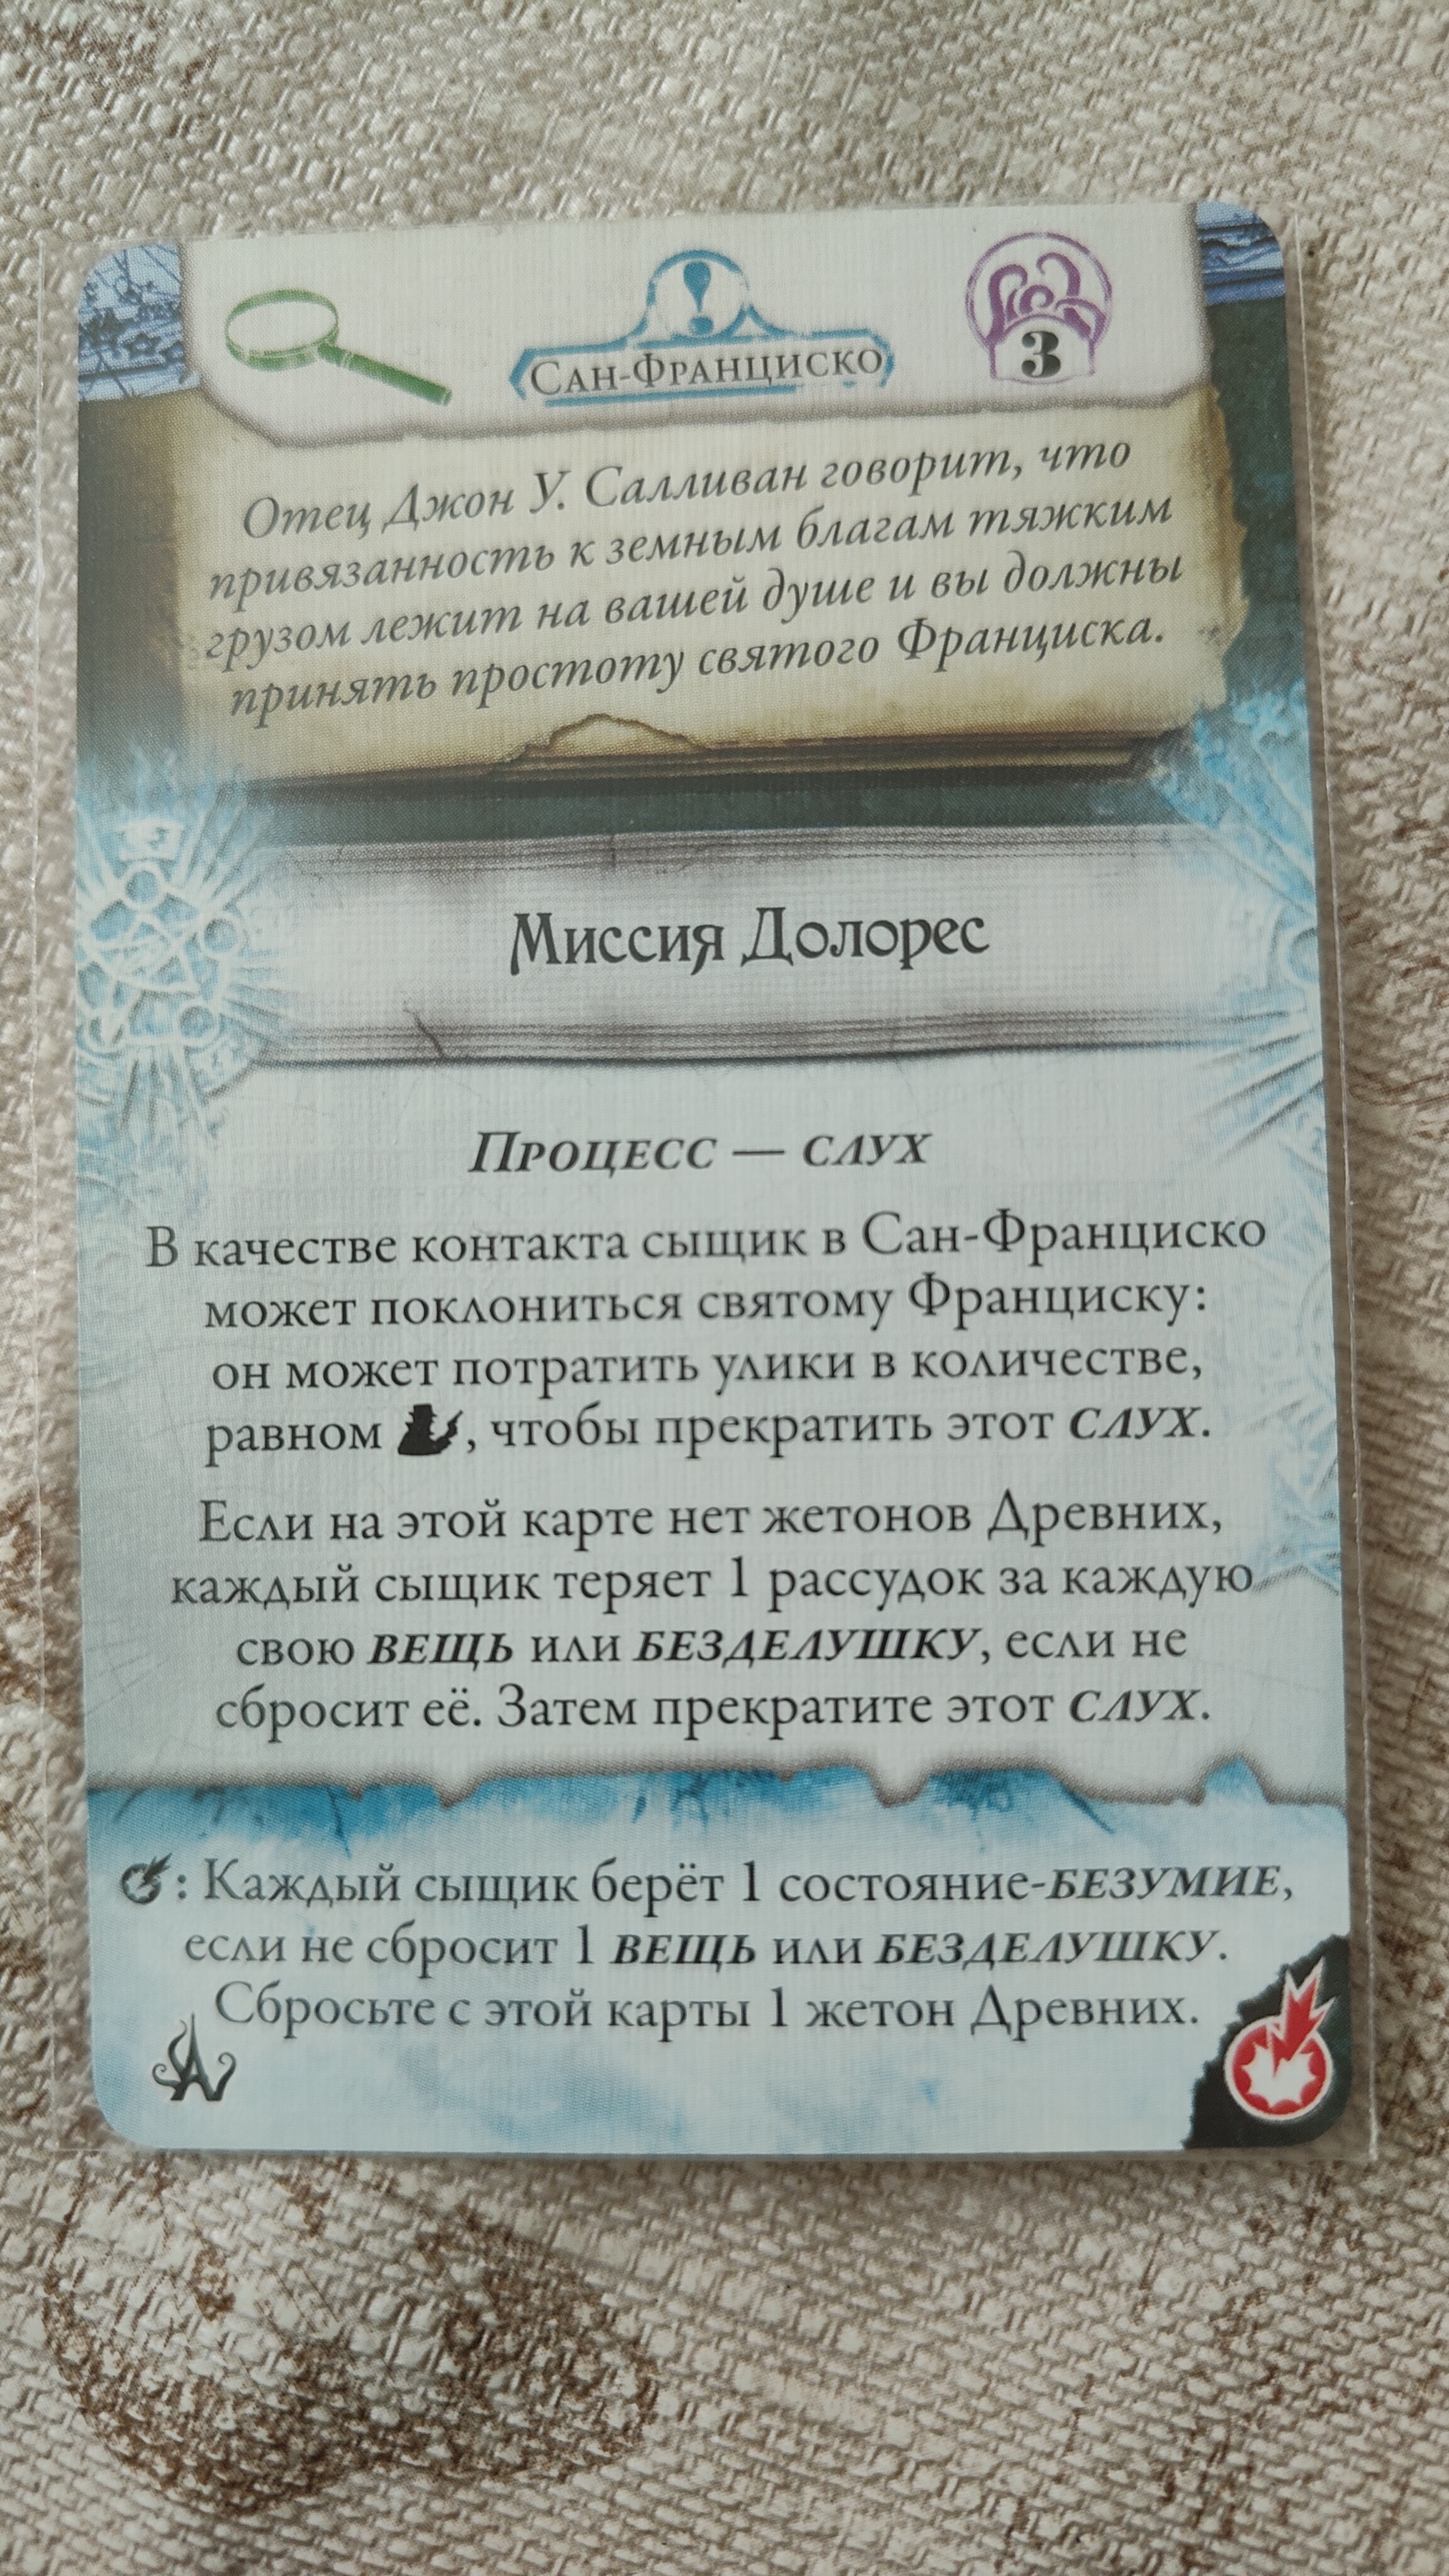 Сан-Франциско
3
Отец Джон У. Салливан говорит, что
привязанность к земным благам тяжким
грузом лежит на вашей душе и вы должны
принять простоту святого Франциска.
Миссия Долорес
Процесс — слух
В качестве контакта сыщик в Сан-Франциско
может поклониться святому Франциску:
он может потратить улики в количестве,
равном , чтобы прекратить этот СЛУХ.
Если на этой карте нет жетонов Древних,
каждый сыщик теряет 1 рассудок за каждую
свою ВЕЩЬ или БЕЗДЕЛУШКУ, если не
сбросит её. Затем прекратите этот СЛУХ.
: Каждый сыщик берёт 1 состояние-БЕЗУМИЕ,
если не сбросит 1 ВЕЩЬ или БЕЗДЕЛУШКУ.
Сбросьте с этой карты 1 жетон Древних.